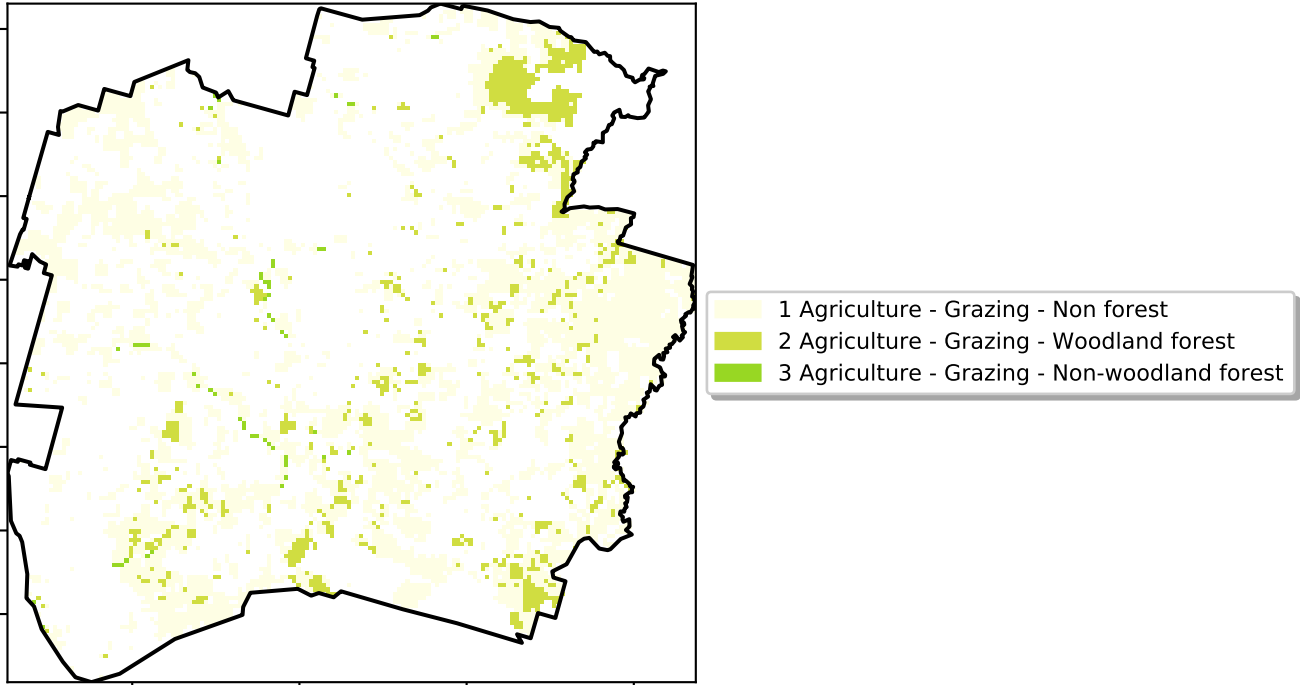 1 Agriculture - Grazing - Non forest
2 Agriculture - Grazing - Woodland forest
3 Agriculture - Grazing - Non-woodland forest